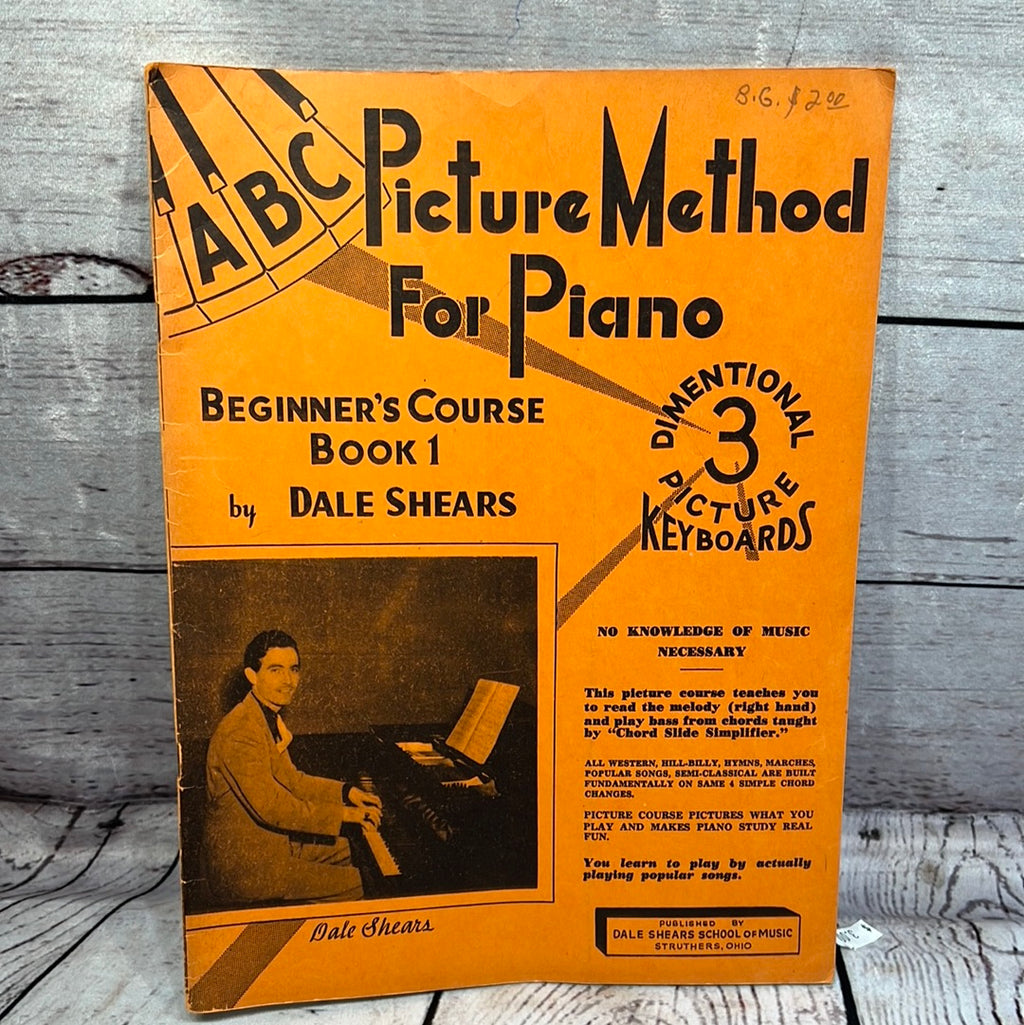 B.G. $2.00
ABC
Picture Method
For Piano
BEGINNER'S COURSE
BOOK 1
by DALE SHEARS
3
DIMENTIONAL
PICTURE
KEYBOARDS
NO KNOWLEDGE OF MUSIC
NECESSARY
This picture course teaches you
to read the melody (right hand)
and play bass from chords taught
by "Chord Slide Simplifier."
ALL WESTERN, HILL-BILLY, HYMNS, MARCHES,
POPULAR SONGS, SEMI-CLASSICAL ARE BUILT
FUNDAMENTALLY ON SAME 4 SIMPLE CHORD
CHANGES.
PICTURE COURSE PICTURES WHAT YOU
PLAY AND MAKES PIANO STUDY REAL
FUN.
You learn to play by actually
playing popular songs.
Dale Shears
PUBLISHED BY
DALE SHEARS SCHOOL OF MUSIC
STRUTHERS, OHIO